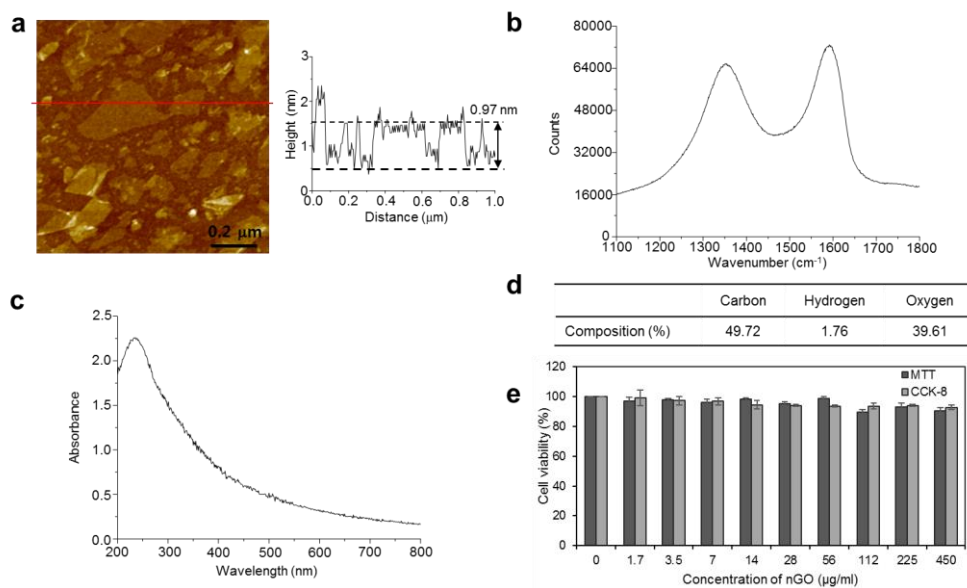 a
0.2 μm
3
2
1
0
Height (nm)
0.97 nm
0.0 0.2 0.4 0.6 0.8 1.0
Distance (μm)
b
80000
64000
48000
32000
16000
0
Counts
1100 1200 1300 1400 1500 1600 1700 1800
Wavenumber (cm⁻¹)
c
2.5
2.0
1.5
1.0
0.5
0.0
Absorbance
200 300 400 500 600 700 800
Wavelength (nm)
d
Carbon Hydrogen Oxygen
Composition (%) 49.72 1.76 39.61
e
120
100
80
60
40
20
0
Cell viability (%)
MTT
CCK-8
0 1.7 3.5 7 14 28 56 112 225 450
Concentration of nGO (μg/ml)